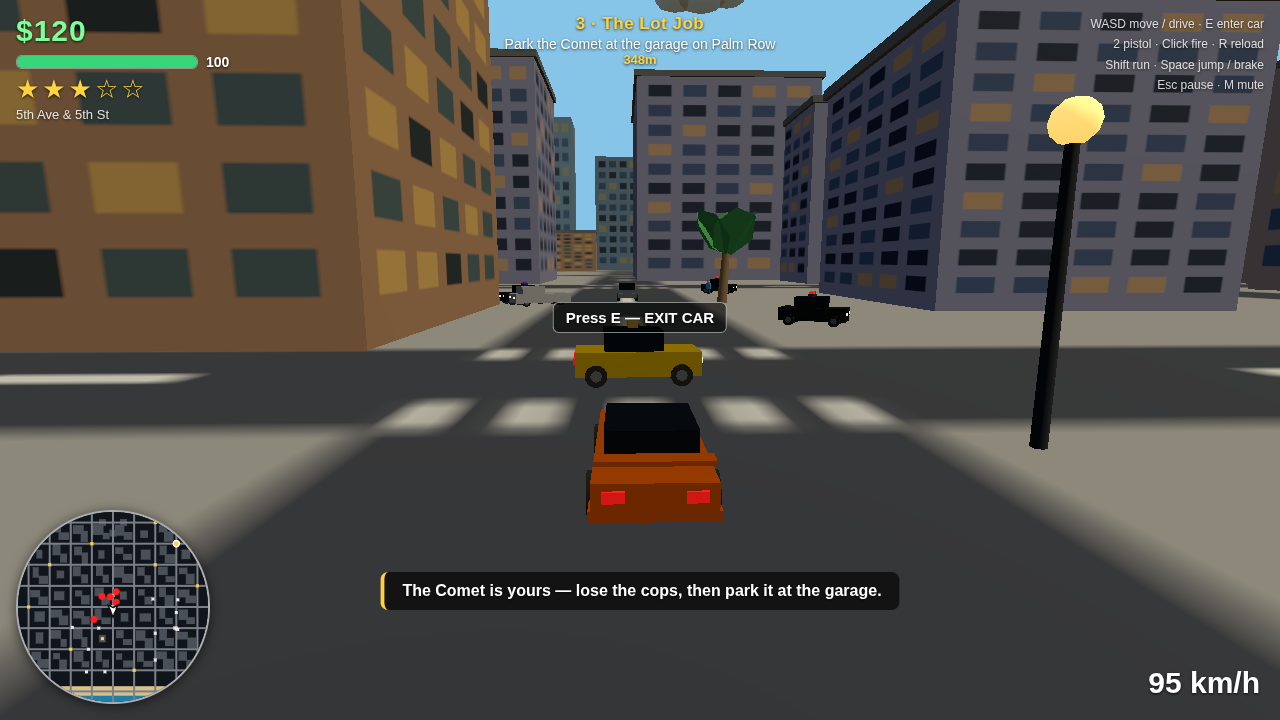 $120
100
★★★☆☆
5th Ave & 5th St
3 · The Lot Job
Park the Comet at the garage on Palm Row
348m
WASD move / drive · E enter car
2 pistol · Click fire · R reload
Shift run · Space jump / brake
Esc pause · M mute
Press E — EXIT CAR
The Comet is yours — lose the cops, then park it at the garage.
95 km/h